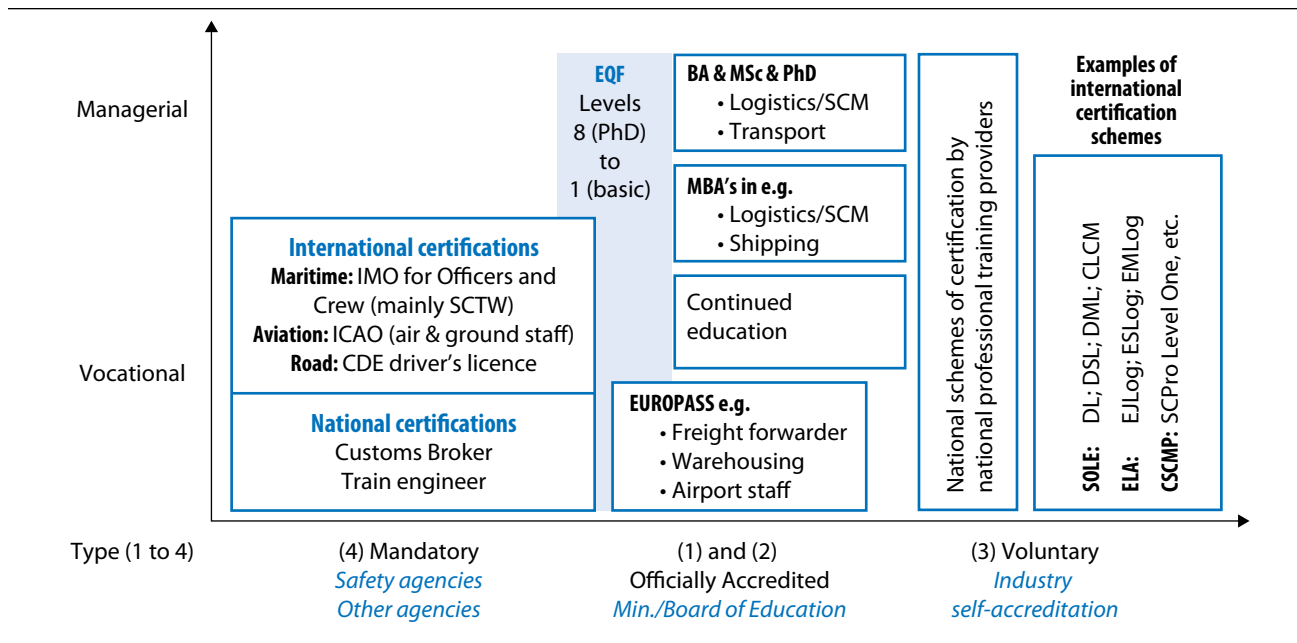 Managerial
Vocational
International certifications
Maritime: IMO for Officers and
Crew (mainly SCTW)
Aviation: ICAO (air & ground staff)
Road: CDE driver's licence
National certifications
Customs Broker
Train engineer
EQF
Levels
8 (PhD)
to
1 (basic)
BA & MSc & PhD
• Logistics/SCM
• Transport
MBA's in e.g.
• Logistics/SCM
• Shipping
Continued
education
EUROPASS e.g.
• Freight forwarder
• Warehousing
• Airport staff
National schemes of certification by
national professional training providers
Examples of
international
certification
schemes
SOLE: DL; DSL; DML; CLCM
ELA: EJLog; ESLog; EMLog
CSCMP: SCPro Level One, etc.
Type (1 to 4)
(4) Mandatory
Safety agencies
Other agencies
(1) and (2)
Officially Accredited
Min./Board of Education
(3) Voluntary
Industry
self-accreditation